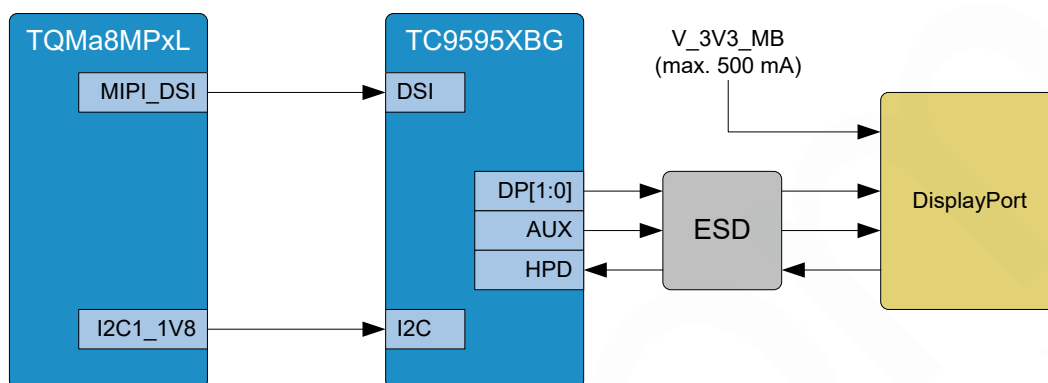 TQMa8MPxL
TC9595XBG
V_3V3_MB
(max. 500 mA)
MIPI_DSI
DSI
DP[1:0]
AUX
HPD
ESD
DisplayPort
I2C1_1V8
I2C